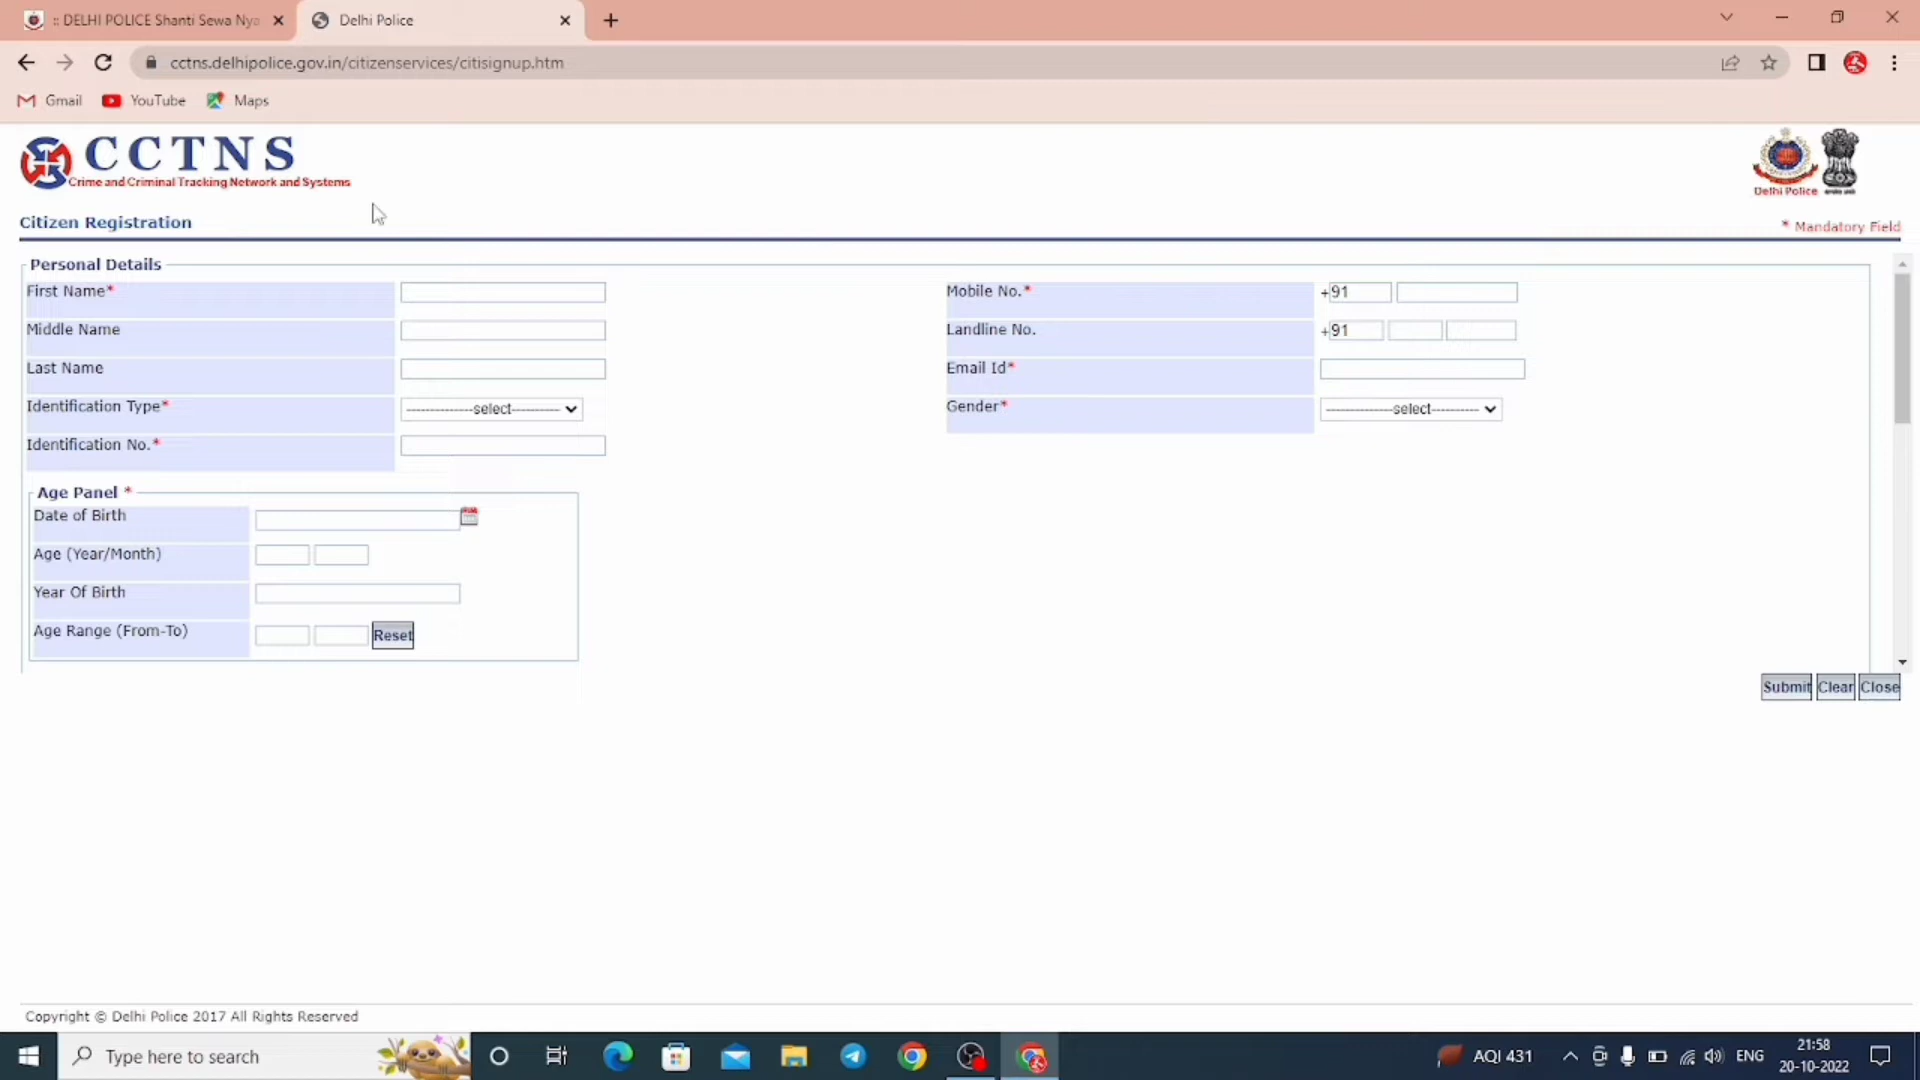 :: DELHI POLICE Shanti Sewa Nya
Delhi Police
cctns.delhipolice.gov.in/citizenservices/citisignup.htm
Gmail YouTube Maps
CCTNS
Crime and Criminal Tracking Network and Systems
Delhi Police
Citizen Registration
* Mandatory Field
Personal Details
First Name* Mobile No.* +91
Middle Name Landline No. +91
Last Name Email Id*
Identification Type* --------------select---------- Gender* --------------select----------
Identification No.*
Age Panel *
Date of Birth
Age (Year/Month)
Year Of Birth
Age Range (From-To) Reset
Submit Clear Close
Copyright © Delhi Police 2017 All Rights Reserved
Type here to search
AQI 431 ENG 21:58
20-10-2022